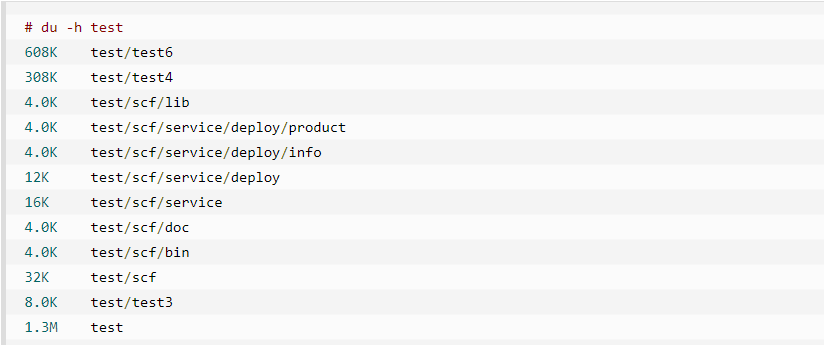 # du -h test
608K    test/test6
308K    test/test4
4.0K    test/scf/lib
4.0K    test/scf/service/deploy/product
4.0K    test/scf/service/deploy/info
12K     test/scf/service/deploy
16K     test/scf/service
4.0K    test/scf/doc
4.0K    test/scf/bin
32K     test/scf
8.0K    test/test3
1.3M    test